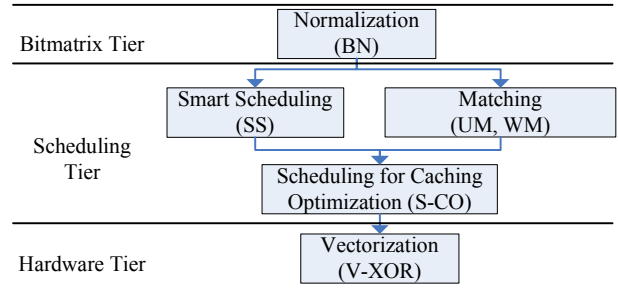 Bitmatrix Tier
Normalization
(BN)
Smart Scheduling
(SS)
Matching
(UM, WM)
Scheduling
Tier
Scheduling for Caching
Optimization (S-CO)
Hardware Tier
Vectorization
(V-XOR)